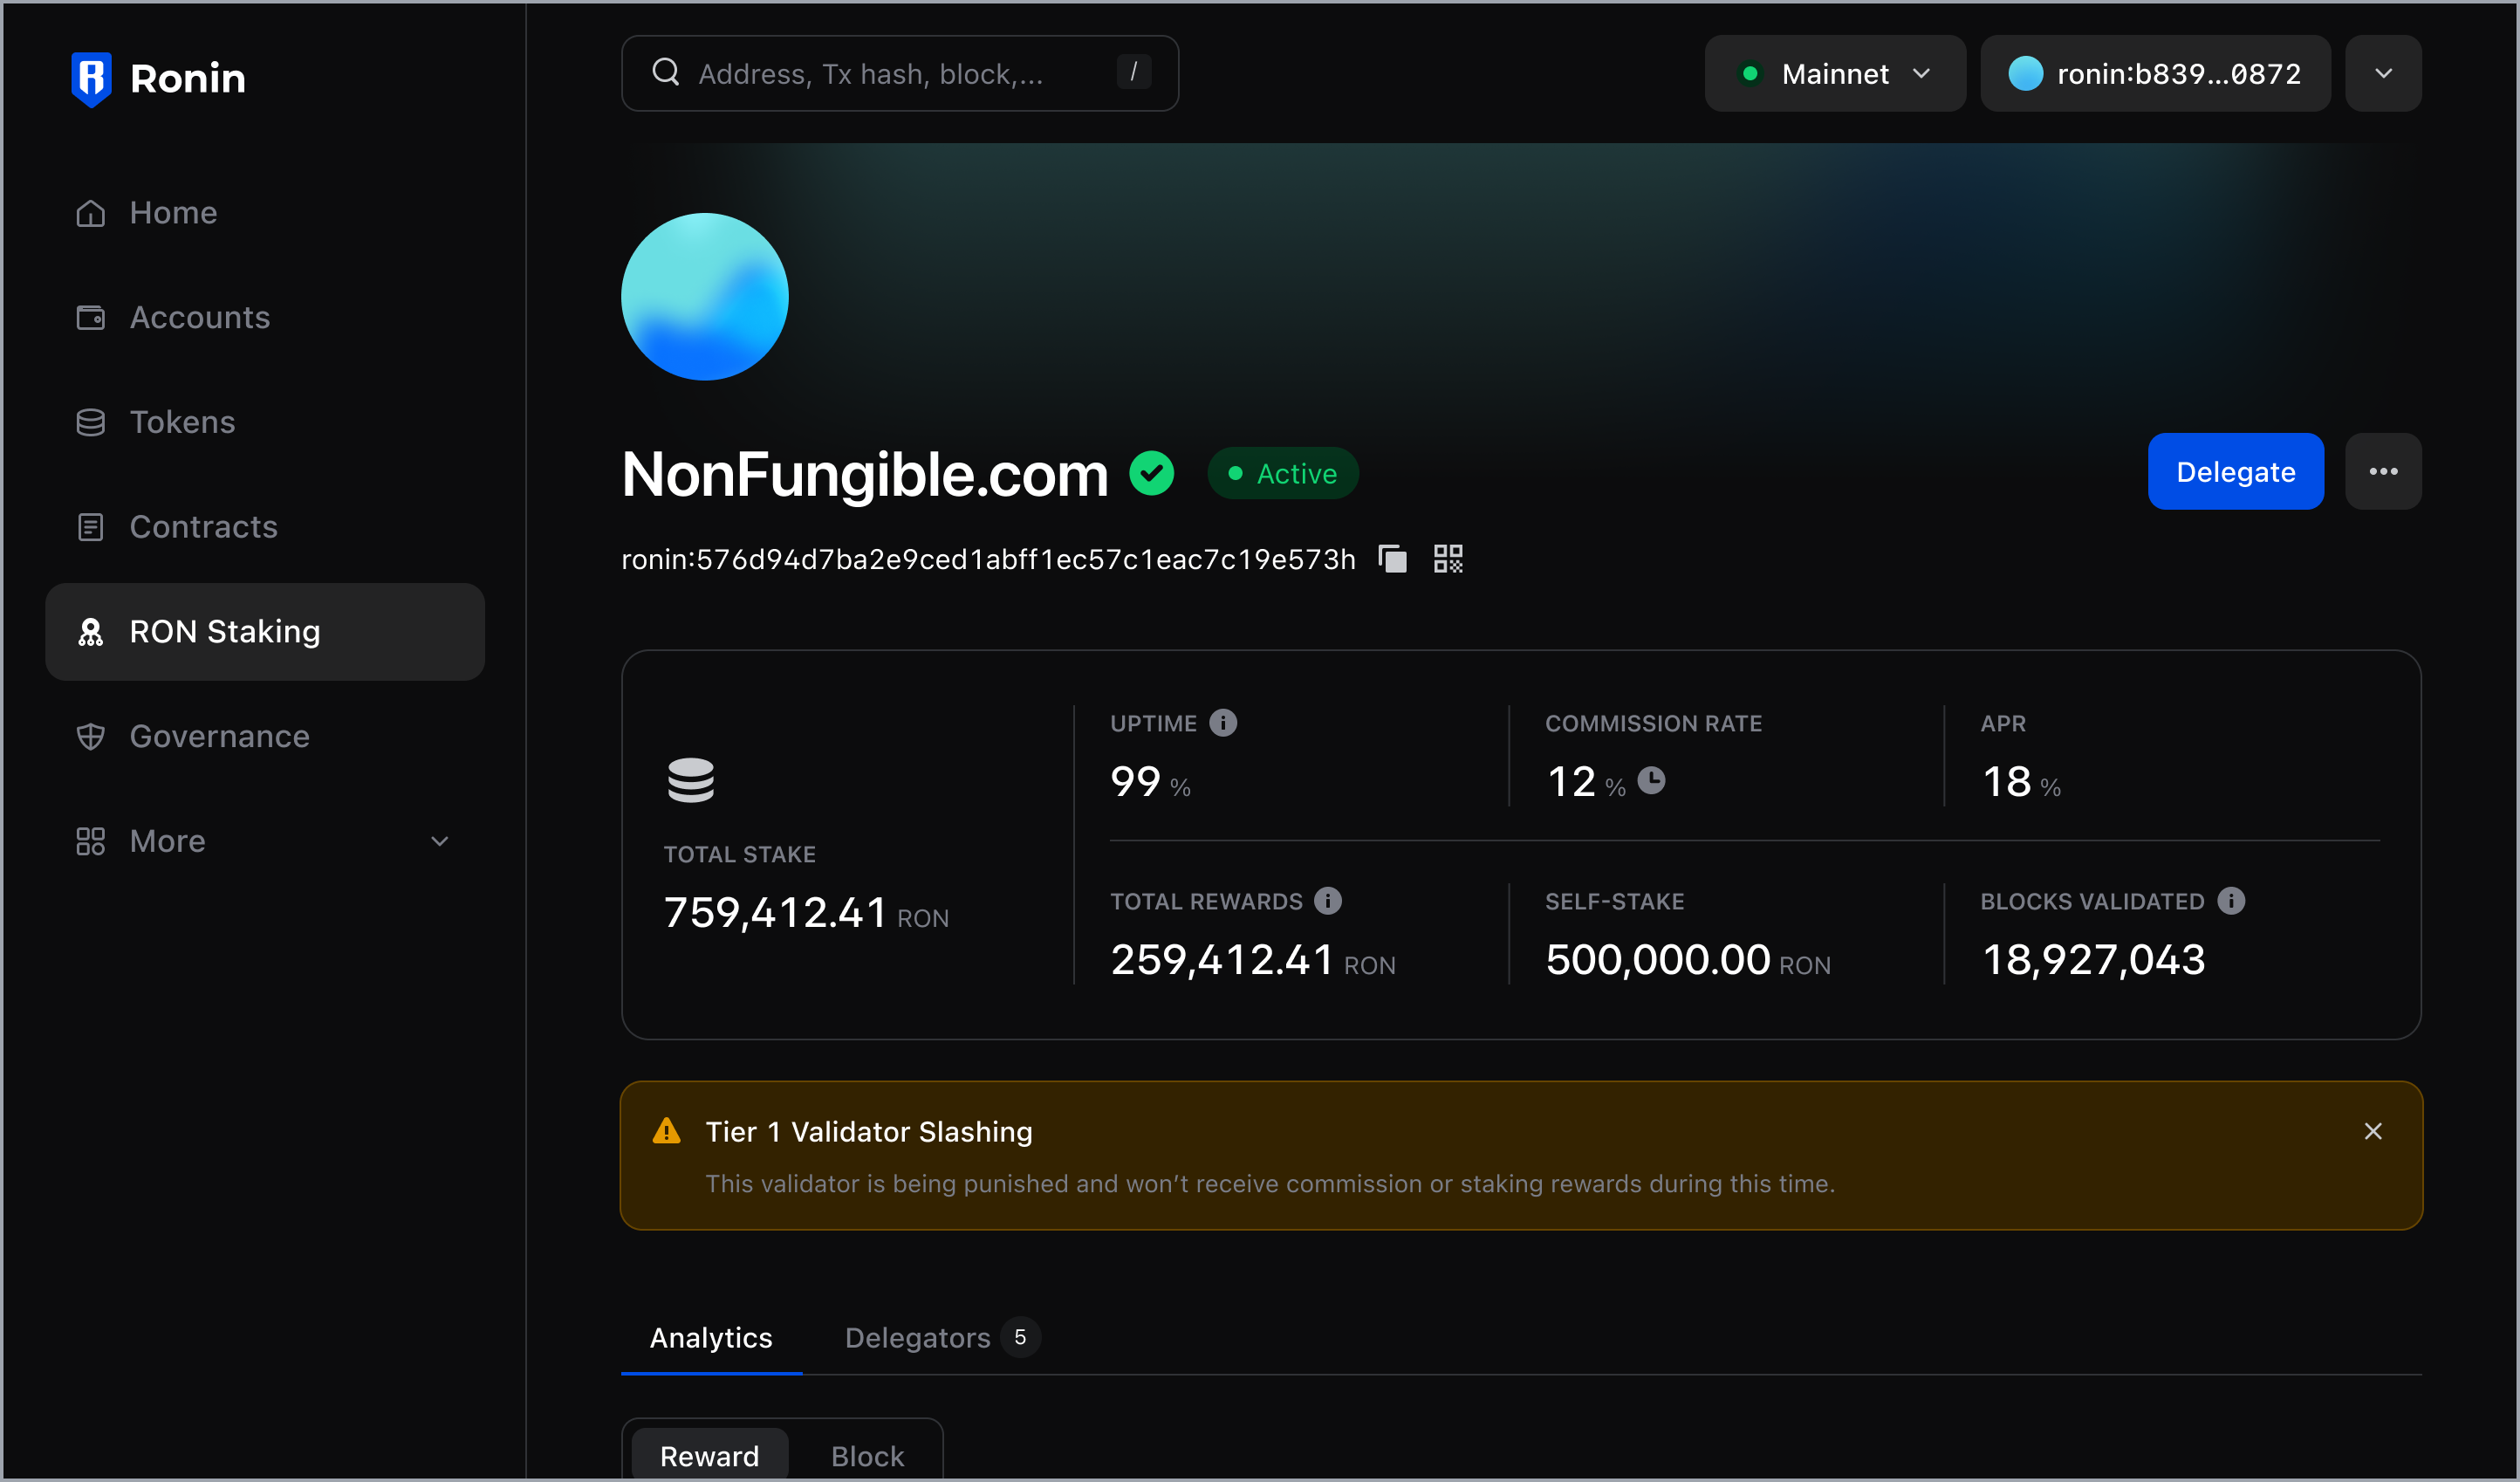 Ronin
Home
Accounts
Tokens
Contracts
RON Staking
Governance
More
Address, Tx hash, block,... /
Mainnet
ronin:b839...0872
NonFungible.com
Active
Delegate
ronin:576d94d7ba2e9ced1abff1ec57c1eac7c19e573h
TOTAL STAKE
759,412.41 RON
UPTIME
99 %
COMMISSION RATE
12 %
APR
18 %
TOTAL REWARDS
259,412.41 RON
SELF-STAKE
500,000.00 RON
BLOCKS VALIDATED
18,927,043
Tier 1 Validator Slashing
This validator is being punished and won’t receive commission or staking rewards during this time.
Analytics
Delegators 5
Reward
Block